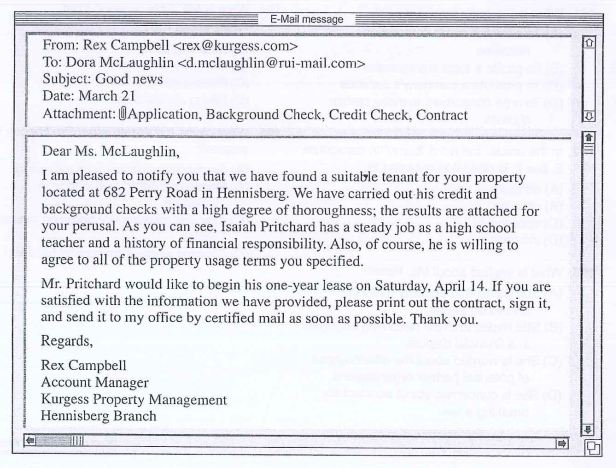 E-Mail message
From: Rex Campbell <rex@kurgess.com>
To: Dora McLaughlin <d.mclaughlin@rui-mail.com>
Subject: Good news
Date: March 21
Attachment: Application, Background Check, Credit Check, Contract
Dear Ms. McLaughlin,
I am pleased to notify you that we have found a suitable tenant for your property
located at 682 Perry Road in Hennisberg. We have carried out his credit and
background checks with a high degree of thoroughness; the results are attached for
your perusal. As you can see, Isaiah Pritchard has a steady job as a high school
teacher and a history of financial responsibility. Also, of course, he is willing to
agree to all of the property usage terms you specified.
Mr. Pritchard would like to begin his one-year lease on Saturday, April 14. If you are
satisfied with the information we have provided, please print out the contract, sign it,
and send it to my office by certified mail as soon as possible. Thank you.
Regards,
Rex Campbell
Account Manager
Kurgess Property Management
Hennisberg Branch